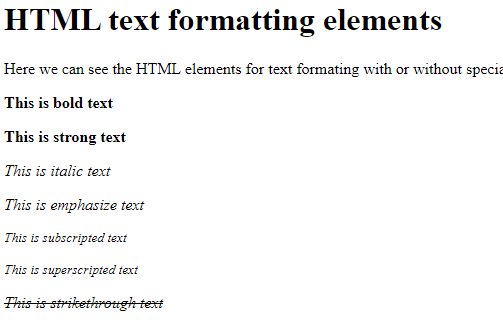 HTML text formatting elements
Here we can see the HTML elements for text formating with or without specia
This is bold text
This is strong text
This is italic text
This is emphasize text
This is subscripted text
This is superscripted text
This is strikethrough text